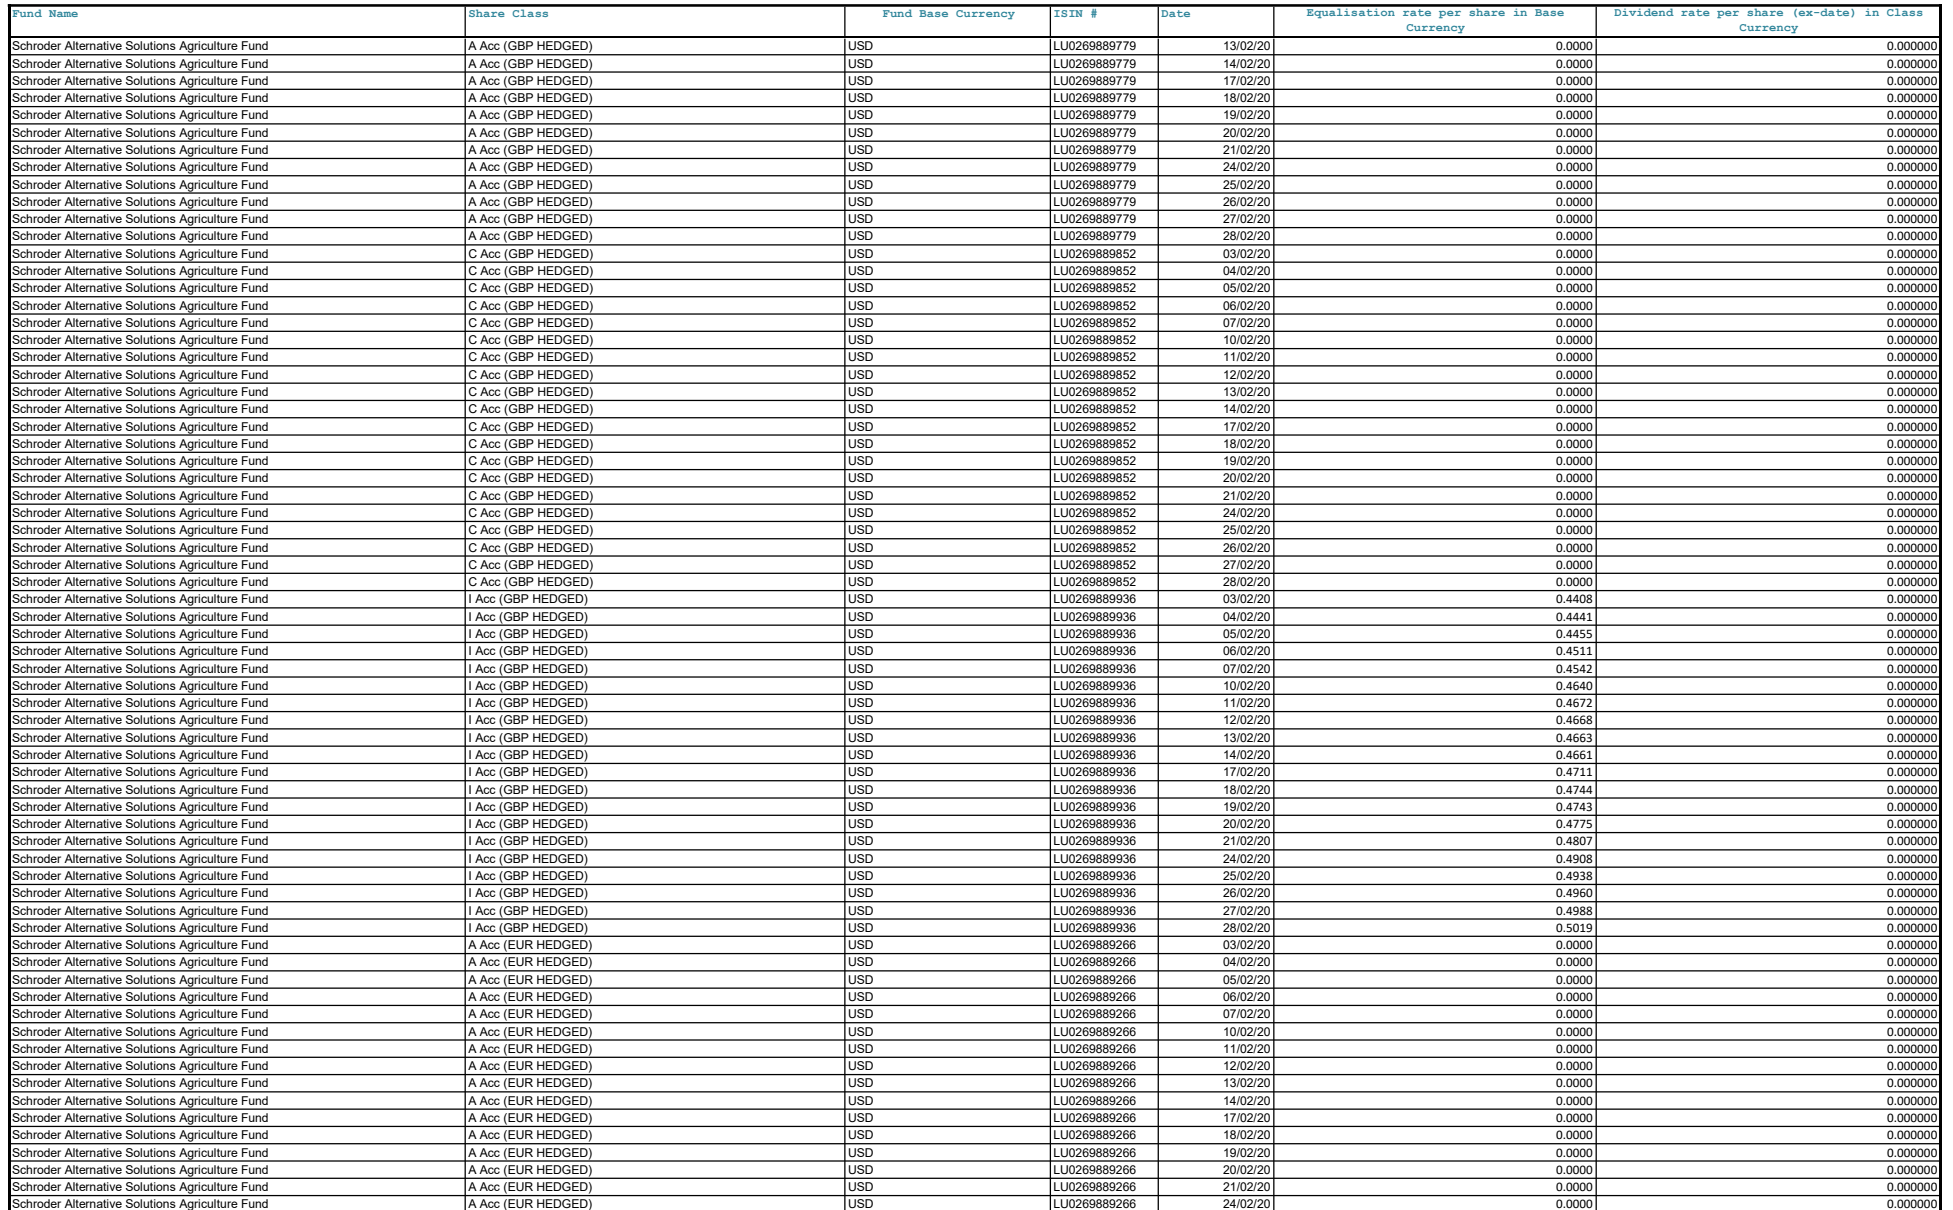 Fund Name Share Class Fund Base Currency ISIN # Date Equalisation rate per share in Base Currency Dividend rate per share (ex-date) in Class Currency
Schroder Alternative Solutions Agriculture Fund A Acc (GBP HEDGED) USD LU0269889779 13/02/20 0.0000 0.000000
Schroder Alternative Solutions Agriculture Fund A Acc (GBP HEDGED) USD LU0269889779 14/02/20 0.0000 0.000000
Schroder Alternative Solutions Agriculture Fund A Acc (GBP HEDGED) USD LU0269889779 17/02/20 0.0000 0.000000
Schroder Alternative Solutions Agriculture Fund A Acc (GBP HEDGED) USD LU0269889779 18/02/20 0.0000 0.000000
Schroder Alternative Solutions Agriculture Fund A Acc (GBP HEDGED) USD LU0269889779 19/02/20 0.0000 0.000000
Schroder Alternative Solutions Agriculture Fund A Acc (GBP HEDGED) USD LU0269889779 20/02/20 0.0000 0.000000
Schroder Alternative Solutions Agriculture Fund A Acc (GBP HEDGED) USD LU0269889779 21/02/20 0.0000 0.000000
Schroder Alternative Solutions Agriculture Fund A Acc (GBP HEDGED) USD LU0269889779 24/02/20 0.0000 0.000000
Schroder Alternative Solutions Agriculture Fund A Acc (GBP HEDGED) USD LU0269889779 25/02/20 0.0000 0.000000
Schroder Alternative Solutions Agriculture Fund A Acc (GBP HEDGED) USD LU0269889779 26/02/20 0.0000 0.000000
Schroder Alternative Solutions Agriculture Fund A Acc (GBP HEDGED) USD LU0269889779 27/02/20 0.0000 0.000000
Schroder Alternative Solutions Agriculture Fund A Acc (GBP HEDGED) USD LU0269889779 28/02/20 0.0000 0.000000
Schroder Alternative Solutions Agriculture Fund C Acc (GBP HEDGED) USD LU0269889852 03/02/20 0.0000 0.000000
Schroder Alternative Solutions Agriculture Fund C Acc (GBP HEDGED) USD LU0269889852 04/02/20 0.0000 0.000000
Schroder Alternative Solutions Agriculture Fund C Acc (GBP HEDGED) USD LU0269889852 05/02/20 0.0000 0.000000
Schroder Alternative Solutions Agriculture Fund C Acc (GBP HEDGED) USD LU0269889852 06/02/20 0.0000 0.000000
Schroder Alternative Solutions Agriculture Fund C Acc (GBP HEDGED) USD LU0269889852 07/02/20 0.0000 0.000000
Schroder Alternative Solutions Agriculture Fund C Acc (GBP HEDGED) USD LU0269889852 10/02/20 0.0000 0.000000
Schroder Alternative Solutions Agriculture Fund C Acc (GBP HEDGED) USD LU0269889852 11/02/20 0.0000 0.000000
Schroder Alternative Solutions Agriculture Fund C Acc (GBP HEDGED) USD LU0269889852 12/02/20 0.0000 0.000000
Schroder Alternative Solutions Agriculture Fund C Acc (GBP HEDGED) USD LU0269889852 13/02/20 0.0000 0.000000
Schroder Alternative Solutions Agriculture Fund C Acc (GBP HEDGED) USD LU0269889852 14/02/20 0.0000 0.000000
Schroder Alternative Solutions Agriculture Fund C Acc (GBP HEDGED) USD LU0269889852 17/02/20 0.0000 0.000000
Schroder Alternative Solutions Agriculture Fund C Acc (GBP HEDGED) USD LU0269889852 18/02/20 0.0000 0.000000
Schroder Alternative Solutions Agriculture Fund C Acc (GBP HEDGED) USD LU0269889852 19/02/20 0.0000 0.000000
Schroder Alternative Solutions Agriculture Fund C Acc (GBP HEDGED) USD LU0269889852 20/02/20 0.0000 0.000000
Schroder Alternative Solutions Agriculture Fund C Acc (GBP HEDGED) USD LU0269889852 21/02/20 0.0000 0.000000
Schroder Alternative Solutions Agriculture Fund C Acc (GBP HEDGED) USD LU0269889852 24/02/20 0.0000 0.000000
Schroder Alternative Solutions Agriculture Fund C Acc (GBP HEDGED) USD LU0269889852 25/02/20 0.0000 0.000000
Schroder Alternative Solutions Agriculture Fund C Acc (GBP HEDGED) USD LU0269889852 26/02/20 0.0000 0.000000
Schroder Alternative Solutions Agriculture Fund C Acc (GBP HEDGED) USD LU0269889852 27/02/20 0.0000 0.000000
Schroder Alternative Solutions Agriculture Fund C Acc (GBP HEDGED) USD LU0269889852 28/02/20 0.0000 0.000000
Schroder Alternative Solutions Agriculture Fund I Acc (GBP HEDGED) USD LU0269889936 03/02/20 0.4408 0.000000
Schroder Alternative Solutions Agriculture Fund I Acc (GBP HEDGED) USD LU0269889936 04/02/20 0.4441 0.000000
Schroder Alternative Solutions Agriculture Fund I Acc (GBP HEDGED) USD LU0269889936 05/02/20 0.4455 0.000000
Schroder Alternative Solutions Agriculture Fund I Acc (GBP HEDGED) USD LU0269889936 06/02/20 0.4511 0.000000
Schroder Alternative Solutions Agriculture Fund I Acc (GBP HEDGED) USD LU0269889936 07/02/20 0.4542 0.000000
Schroder Alternative Solutions Agriculture Fund I Acc (GBP HEDGED) USD LU0269889936 10/02/20 0.4640 0.000000
Schroder Alternative Solutions Agriculture Fund I Acc (GBP HEDGED) USD LU0269889936 11/02/20 0.4672 0.000000
Schroder Alternative Solutions Agriculture Fund I Acc (GBP HEDGED) USD LU0269889936 12/02/20 0.4668 0.000000
Schroder Alternative Solutions Agriculture Fund I Acc (GBP HEDGED) USD LU0269889936 13/02/20 0.4663 0.000000
Schroder Alternative Solutions Agriculture Fund I Acc (GBP HEDGED) USD LU0269889936 14/02/20 0.4661 0.000000
Schroder Alternative Solutions Agriculture Fund I Acc (GBP HEDGED) USD LU0269889936 17/02/20 0.4711 0.000000
Schroder Alternative Solutions Agriculture Fund I Acc (GBP HEDGED) USD LU0269889936 18/02/20 0.4744 0.000000
Schroder Alternative Solutions Agriculture Fund I Acc (GBP HEDGED) USD LU0269889936 19/02/20 0.4743 0.000000
Schroder Alternative Solutions Agriculture Fund I Acc (GBP HEDGED) USD LU0269889936 20/02/20 0.4775 0.000000
Schroder Alternative Solutions Agriculture Fund I Acc (GBP HEDGED) USD LU0269889936 21/02/20 0.4807 0.000000
Schroder Alternative Solutions Agriculture Fund I Acc (GBP HEDGED) USD LU0269889936 24/02/20 0.4908 0.000000
Schroder Alternative Solutions Agriculture Fund I Acc (GBP HEDGED) USD LU0269889936 25/02/20 0.4938 0.000000
Schroder Alternative Solutions Agriculture Fund I Acc (GBP HEDGED) USD LU0269889936 26/02/20 0.4960 0.000000
Schroder Alternative Solutions Agriculture Fund I Acc (GBP HEDGED) USD LU0269889936 27/02/20 0.4988 0.000000
Schroder Alternative Solutions Agriculture Fund I Acc (GBP HEDGED) USD LU0269889936 28/02/20 0.5019 0.000000
Schroder Alternative Solutions Agriculture Fund A Acc (EUR HEDGED) USD LU0269889266 03/02/20 0.0000 0.000000
Schroder Alternative Solutions Agriculture Fund A Acc (EUR HEDGED) USD LU0269889266 04/02/20 0.0000 0.000000
Schroder Alternative Solutions Agriculture Fund A Acc (EUR HEDGED) USD LU0269889266 05/02/20 0.0000 0.000000
Schroder Alternative Solutions Agriculture Fund A Acc (EUR HEDGED) USD LU0269889266 06/02/20 0.0000 0.000000
Schroder Alternative Solutions Agriculture Fund A Acc (EUR HEDGED) USD LU0269889266 07/02/20 0.0000 0.000000
Schroder Alternative Solutions Agriculture Fund A Acc (EUR HEDGED) USD LU0269889266 10/02/20 0.0000 0.000000
Schroder Alternative Solutions Agriculture Fund A Acc (EUR HEDGED) USD LU0269889266 11/02/20 0.0000 0.000000
Schroder Alternative Solutions Agriculture Fund A Acc (EUR HEDGED) USD LU0269889266 12/02/20 0.0000 0.000000
Schroder Alternative Solutions Agriculture Fund A Acc (EUR HEDGED) USD LU0269889266 13/02/20 0.0000 0.000000
Schroder Alternative Solutions Agriculture Fund A Acc (EUR HEDGED) USD LU0269889266 14/02/20 0.0000 0.000000
Schroder Alternative Solutions Agriculture Fund A Acc (EUR HEDGED) USD LU0269889266 17/02/20 0.0000 0.000000
Schroder Alternative Solutions Agriculture Fund A Acc (EUR HEDGED) USD LU0269889266 18/02/20 0.0000 0.000000
Schroder Alternative Solutions Agriculture Fund A Acc (EUR HEDGED) USD LU0269889266 19/02/20 0.0000 0.000000
Schroder Alternative Solutions Agriculture Fund A Acc (EUR HEDGED) USD LU0269889266 20/02/20 0.0000 0.000000
Schroder Alternative Solutions Agriculture Fund A Acc (EUR HEDGED) USD LU0269889266 21/02/20 0.0000 0.000000
Schroder Alternative Solutions Agriculture Fund A Acc (EUR HEDGED) USD LU0269889266 24/02/20 0.0000 0.000000